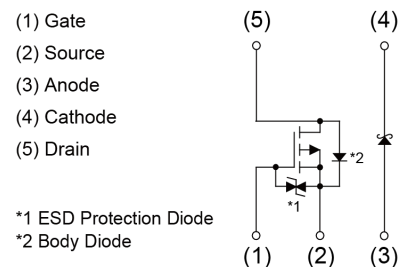 (1) Gate
(2) Source
(3) Anode
(4) Cathode
(5) Drain
*1 ESD Protection Diode
*2 Body Diode
(5) (4)
*2
*1
(1) (2) (3)